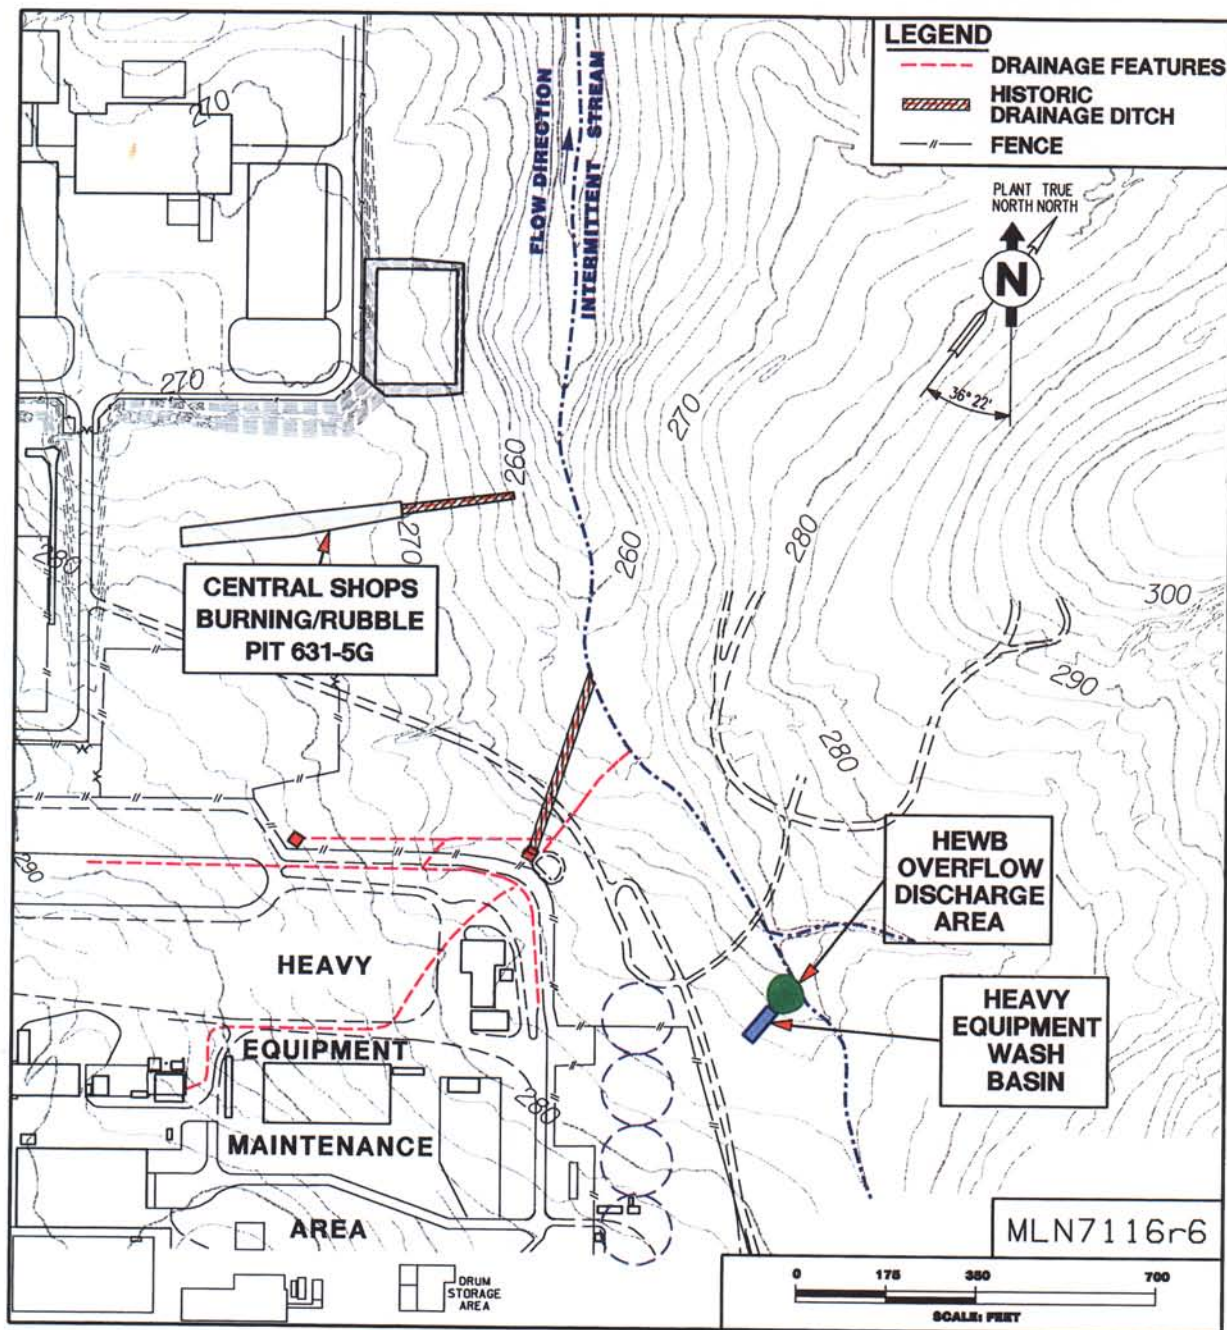 LEGEND
DRAINAGE FEATURES
HISTORIC
DRAINAGE DITCH
FENCE
PLANT TRUE
NORTH NORTH
N
36° 22'
FLOW DIRECTION
INTERMITTENT STREAM
270
270
260
270
280
270
260
280
300
290
280
290
280
CENTRAL SHOPS
BURNING/RUBBLE
PIT 631-5G
HEWB
OVERFLOW
DISCHARGE
AREA
HEAVY
EQUIPMENT
WASH
BASIN
HEAVY
EQUIPMENT
MAINTENANCE
AREA
DRUM
STORAGE
AREA
MLN7116r6
0 175 350 700
SCALE: FEET